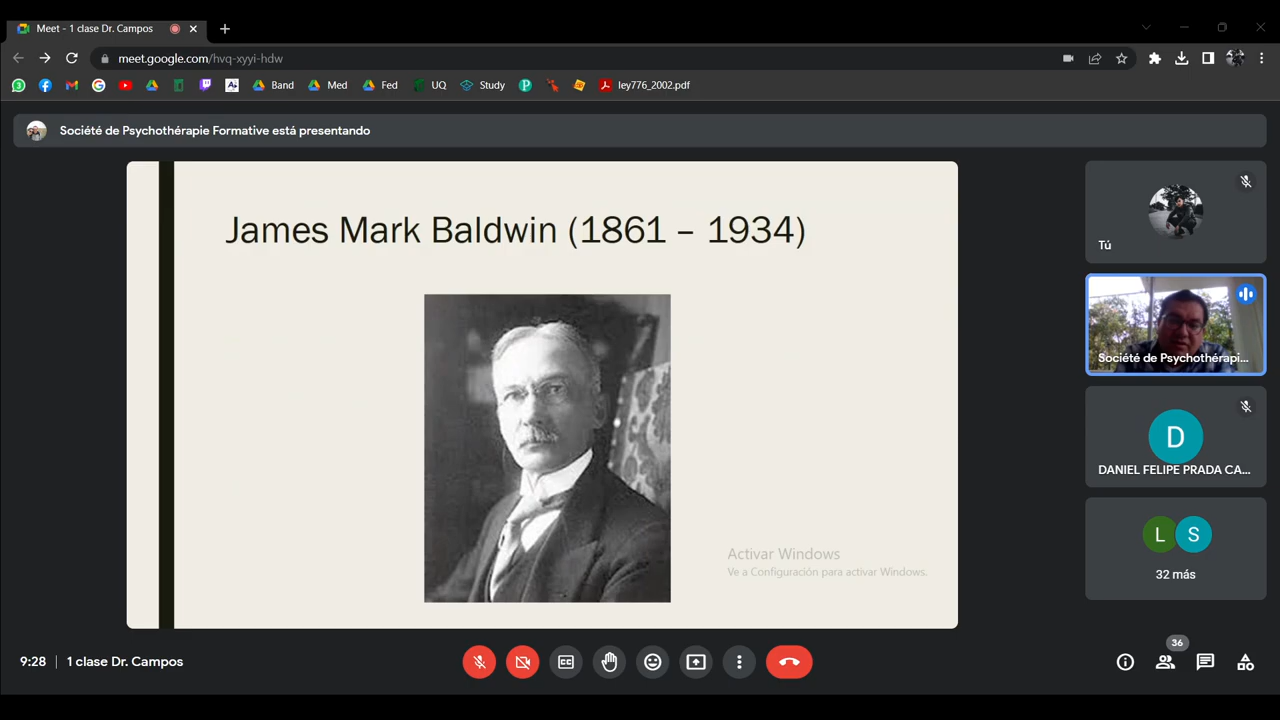 Meet - 1 clase Dr. Campos
meet.google.com/hvq-xyyi-hdw
Band
Med
Fed
UQ
Study
ley776_2002.pdf
Société de Psychothérapie Formative está presentando
James Mark Baldwin (1861 – 1934)
Activar Windows
Ve a Configuración para activar Windows.
Tú
Société de Psychothérapi...
D
DANIEL FELIPE PRADA CA...
L S
32 más
9:28 | 1 clase Dr. Campos
36